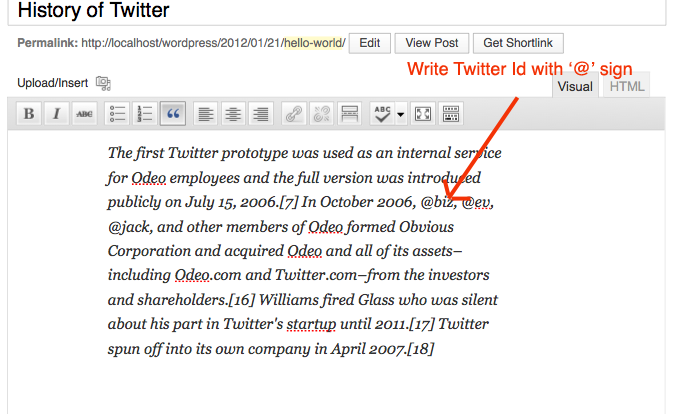 History of Twitter
Permalink: http://localhost/wordpress/2012/01/21/hello-world/ Edit View Post Get Shortlink
Write Twitter Id with ‘@’ sign
Upload/Insert
Visual HTML
B I ABC “ ABC
The first Twitter prototype was used as an internal service
for Odeo employees and the full version was introduced
publicly on July 15, 2006.[7] In October 2006, @biz, @ev,
@jack, and other members of Odeo formed Obvious
Corporation and acquired Odeo and all of its assets–
including Odeo.com and Twitter.com–from the investors
and shareholders.[16] Williams fired Glass who was silent
about his part in Twitter's startup until 2011.[17] Twitter
spun off into its own company in April 2007.[18]